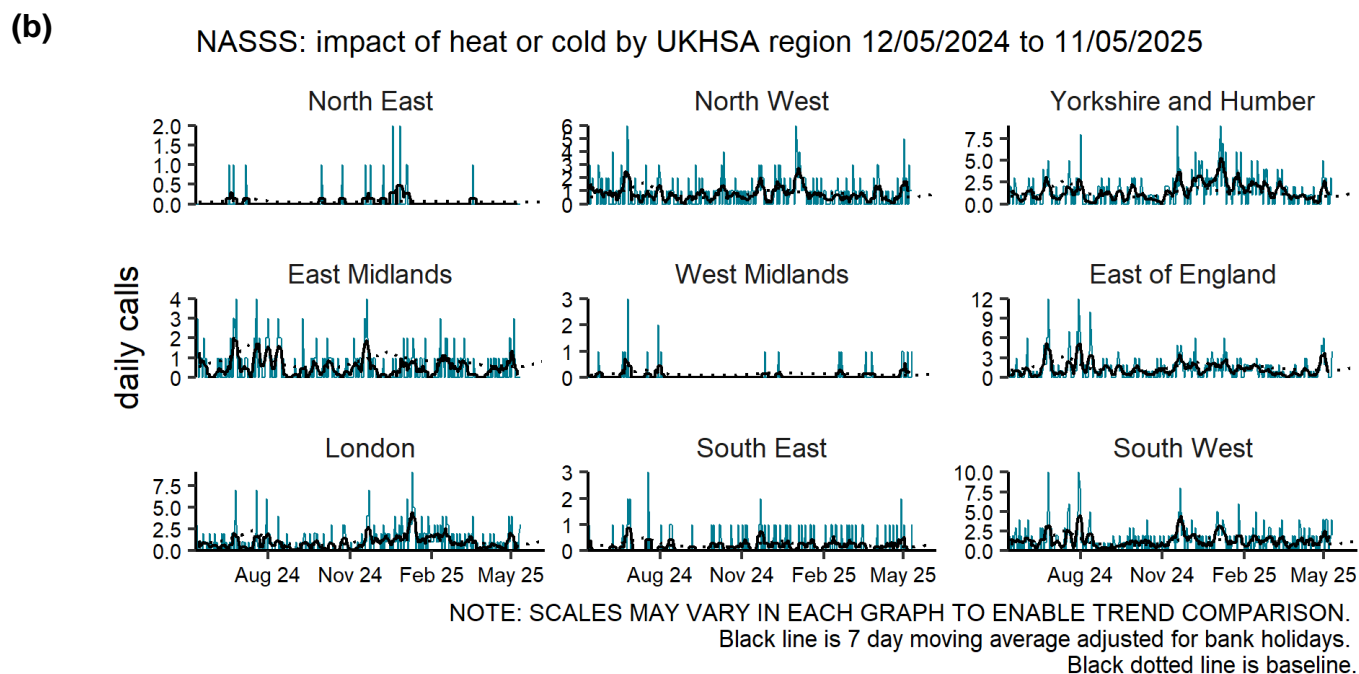 (b)
NASSS: impact of heat or cold by UKHSA region 12/05/2024 to 11/05/2025
North East
North West
Yorkshire and Humber
2.0
1.5
1.0
0.5
0.0
6
5
4
3
2
1
0
7.5
5.0
2.5
0.0
daily calls
East Midlands
West Midlands
East of England
4
3
2
1
0
3
2
1
0
12
9
6
3
0
London
South East
South West
7.5
5.0
2.5
0.0
3
2
1
0
10.0
7.5
5.0
2.5
0.0
Aug 24 Nov 24 Feb 25 May 25
Aug 24 Nov 24 Feb 25 May 25
Aug 24 Nov 24 Feb 25 May 25
NOTE: SCALES MAY VARY IN EACH GRAPH TO ENABLE TREND COMPARISON.
Black line is 7 day moving average adjusted for bank holidays.
Black dotted line is baseline.